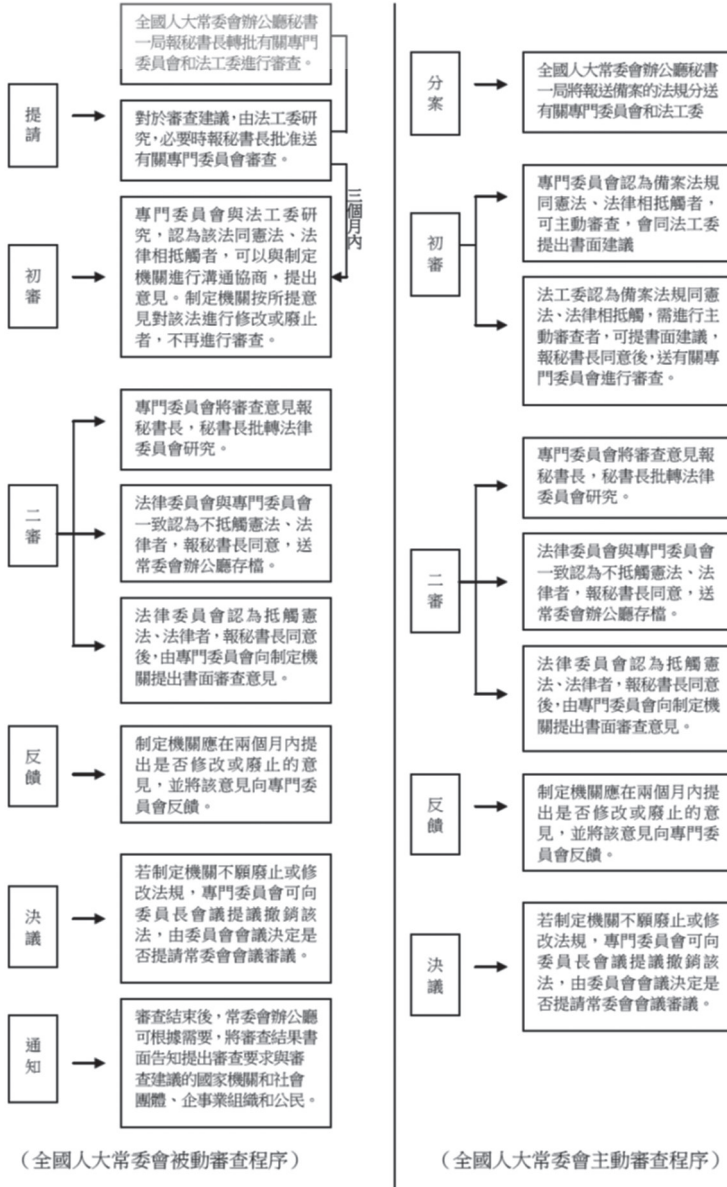 提請
全國人大常委會辦公廳秘書
一局報秘書長轉批有關專門
委員會和法工委進行審查。
對於審查建議，由法工委研
究，必要時報秘書長批准送
有關專門委員會審查。
三個月內
初審
專門委員會與法工委研
究，認為該法同憲法、法
律相抵觸者，可以與制定
機關進行溝通協商，提出
意見。制定機關按所提意
見對該法進行修改或廢止
者，不再進行審查。
二審
專門委員會將審查意見報
秘書長，秘書長批轉法律
委員會研究。
法律委員會與專門委員會
一致認為不抵觸憲法、法
律者，報秘書長同意，送
常委會辦公廳存檔。
法律委員會認為抵觸憲
法、法律者，報秘書長同意
後，由專門委員會向制定機
關提出書面審查意見。
反饋
制定機關應在兩個月內提
出是否修改或廢止的意
見，並將該意見向專門委
員會反饋。
決議
若制定機關不願廢止或修
改法規，專門委員會可向
委員長會議提議撤銷該
法，由委員會會議決定是
否提請常委會會議審議。
通知
審查結束後，常委會辦公廳
可根據需要，將審查結果書
面告知提出審查要求與審
查建議的國家機關和社會
團體、企事業組織和公民。
（全國人大常委會被動審查程序）
分案
全國人大常委會辦公廳秘書
一局將報送備案的法規分送
有關專門委員會和法工委
初審
專門委員會認為備案法規
同憲法、法律相抵觸者，
可主動審查，會同法工委
提出書面建議
法工委認為備案法規同憲
法、法律相抵觸，需進行主
動審查者，可提書面建議，
報秘書長同意後，送有關專
門委員會進行審查。
二審
專門委員會將審查意見報
秘書長，秘書長批轉法律
委員會研究。
法律委員會與專門委員會
一致認為不抵觸憲法、法
律者，報秘書長同意，送
常委會辦公廳存檔。
法律委員會認為抵觸憲
法、法律者，報秘書長同意
後，由專門委員會向制定機
關提出書面審查意見。
反饋
制定機關應在兩個月內提
出是否修改或廢止的意
見，並將該意見向專門委
員會反饋。
決議
若制定機關不願廢止或修
改法規，專門委員會可向
委員長會議提議撤銷該
法，由委員會會議決定是
否提請常委會會議審議。
（全國人大常委會主動審查程序）